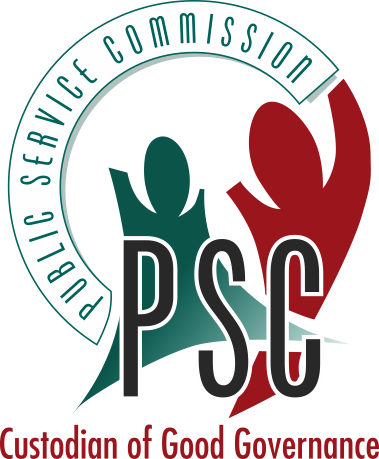 PUBLIC SERVICE COMMISSION
PSC
Custodian of Good Governance